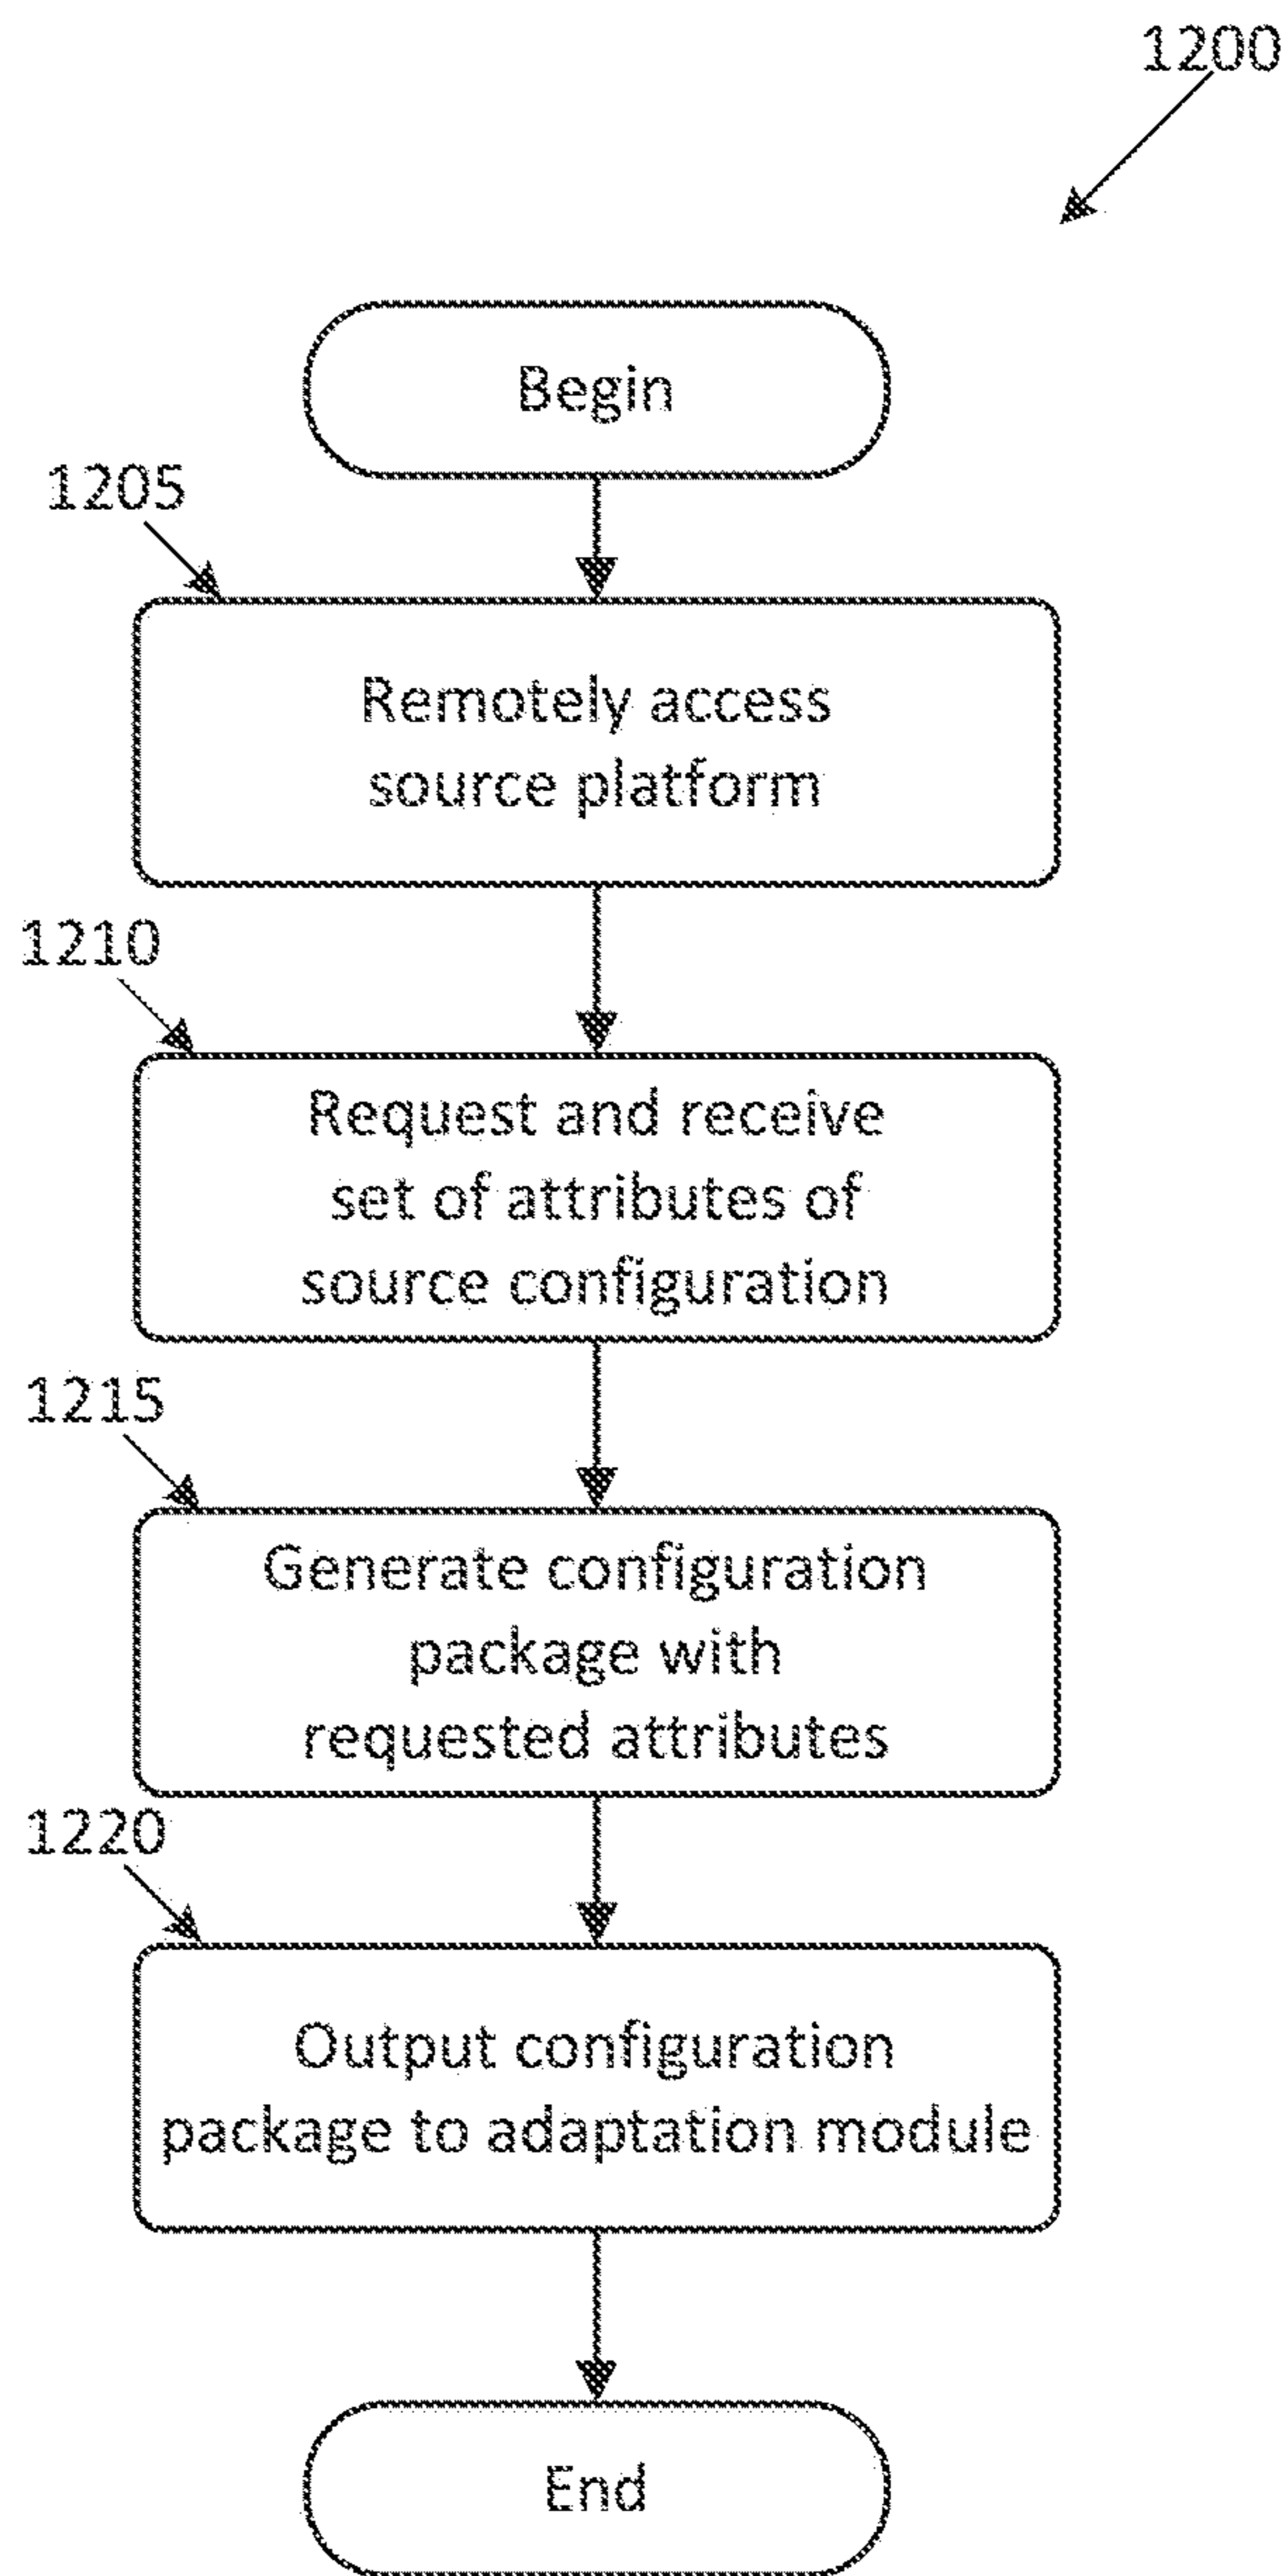 1200
Begin
1205
Remotely access
source platform
1210
Request and receive
set of attributes of
source configuration
1215
Generate configuration
package with
requested attributes
1220
Output configuration
package to adaptation module
End